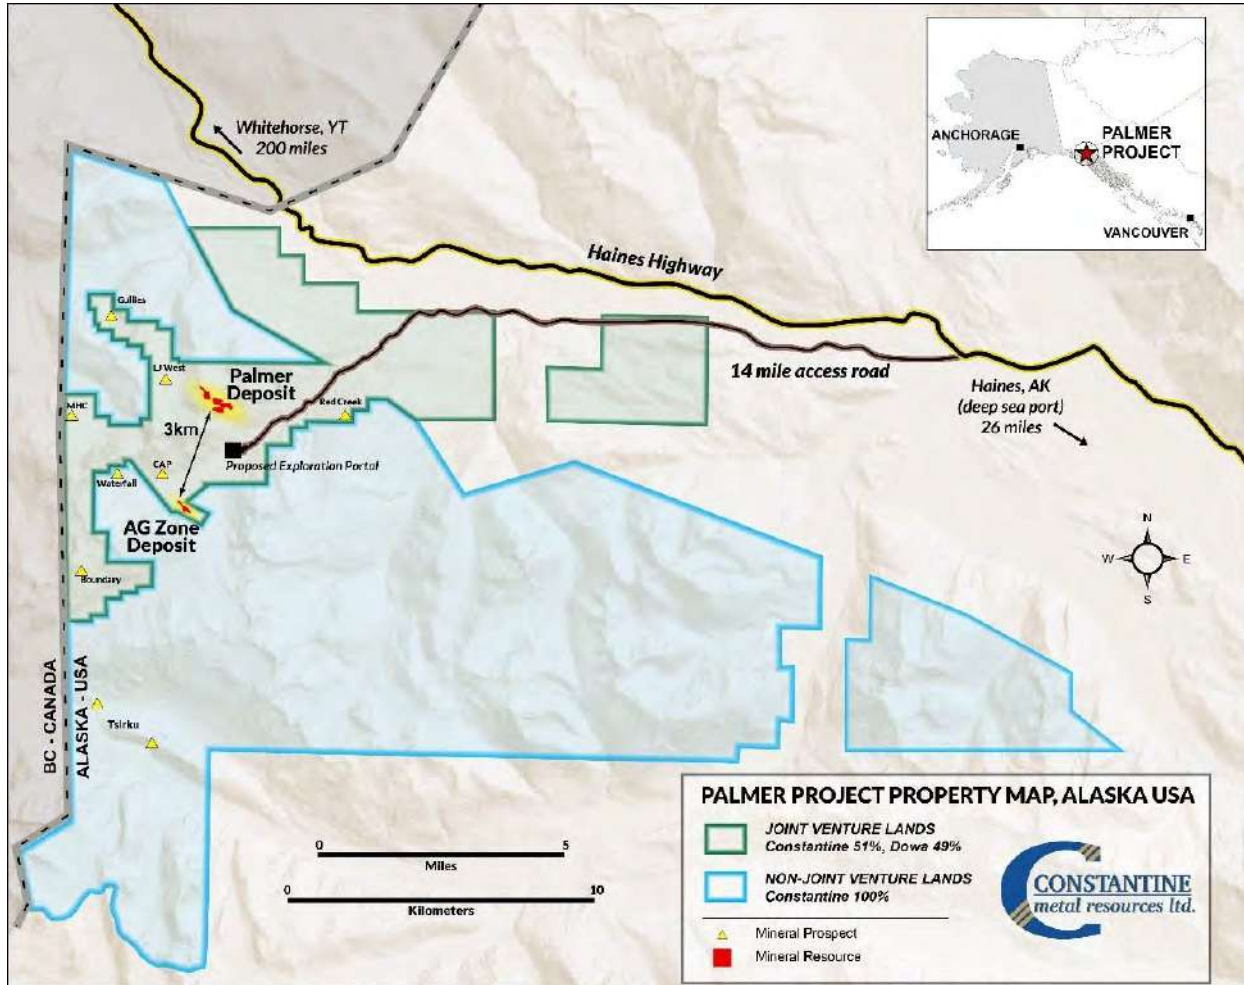 Whitehorse, YT
200 miles
ANCHORAGE
PALMER
PROJECT
VANCOUVER
Haines Highway
Gullies
LJ West
Palmer
Deposit
MHC
Red Creek
14 mile access road
Haines, AK
(deep sea port)
26 miles
3km
Proposed Exploration Portal
Waterfall
CAP
AG Zone
Deposit
Boundary
N
W
E
S
BC - CANADA
ALASKA - USA
Tsirku
0
5
Miles
0
10
Kilometers
PALMER PROJECT PROPERTY MAP, ALASKA USA
JOINT VENTURE LANDS
Constantine 51%, Dowa 49%
NON-JOINT VENTURE LANDS
Constantine 100%
Mineral Prospect
Mineral Resource
CONSTANTINE
metal resources ltd.